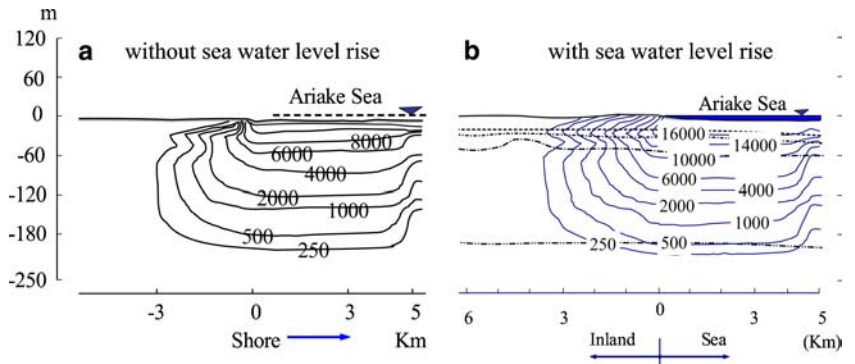 m
120
60
0
-60
-120
-180
-250
a
without sea water level rise
Ariake Sea
8000
6000
4000
2000
1000
500
250
-3
0
3
5
Shore
Km
b
with sea water level rise
Ariake Sea
16000
14000
10000
6000
4000
2000
1000
250
500
6
3
0
3
5
Inland
Sea
(Km)